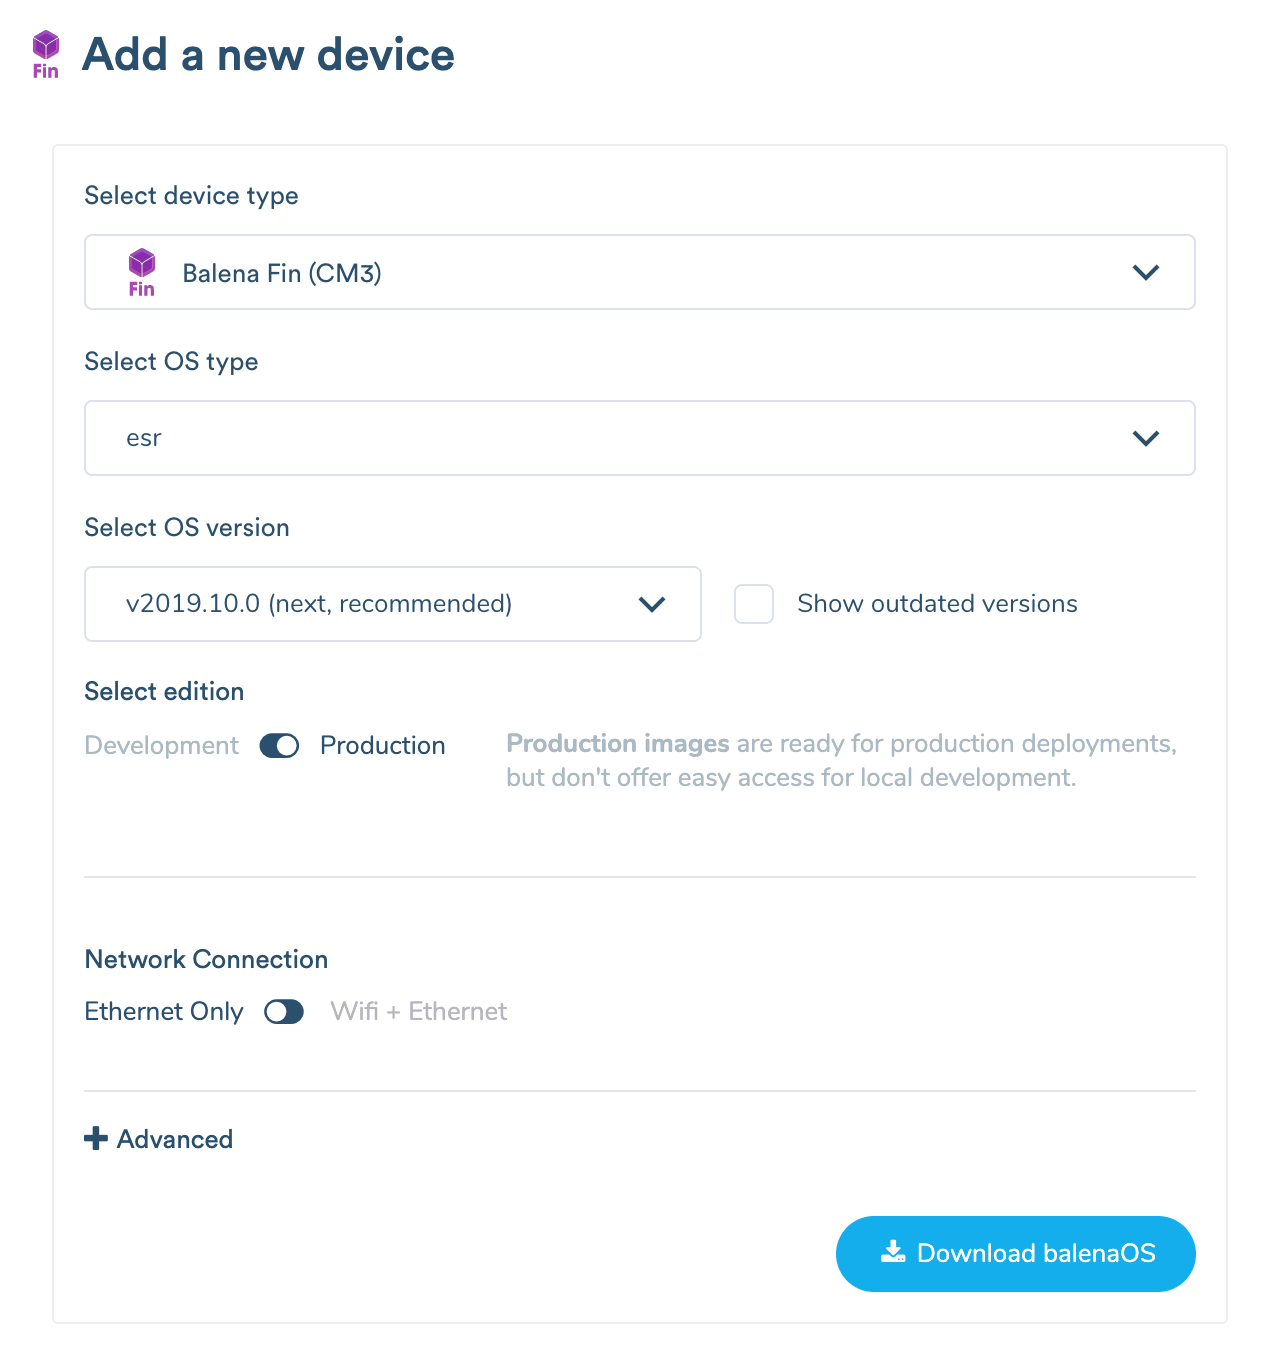 Fin
Add a new device
Select device type
Fin
Balena Fin (CM3)
Select OS type
esr
Select OS version
v2019.10.0 (next, recommended)
Show outdated versions
Select edition
Development
Production
Production images are ready for production deployments,
but don't offer easy access for local development.
Network Connection
Ethernet Only
Wifi + Ethernet
Advanced
Download balenaOS